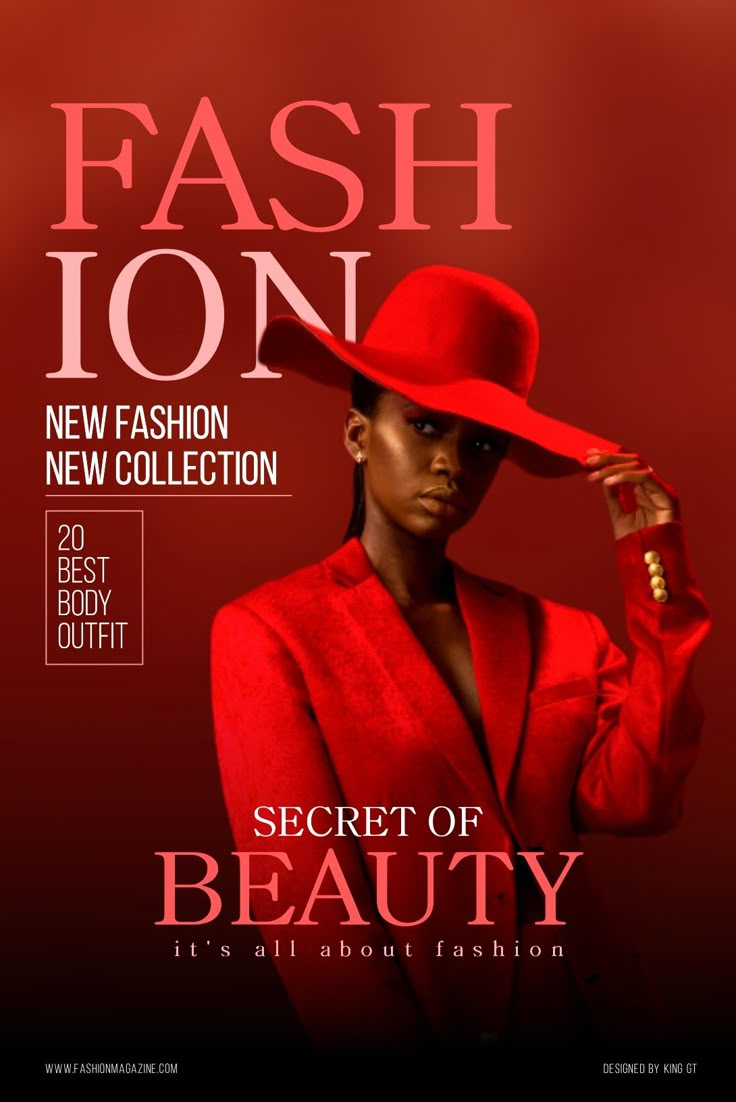 FASH
ION
NEW FASHION
NEW COLLECTION
20
BEST
BODY
OUTFIT
SECRET OF
BEAUTY
it's all about fashion
WWW.FASHIONMAGAZINE.COM
DESIGNED BY KING GT